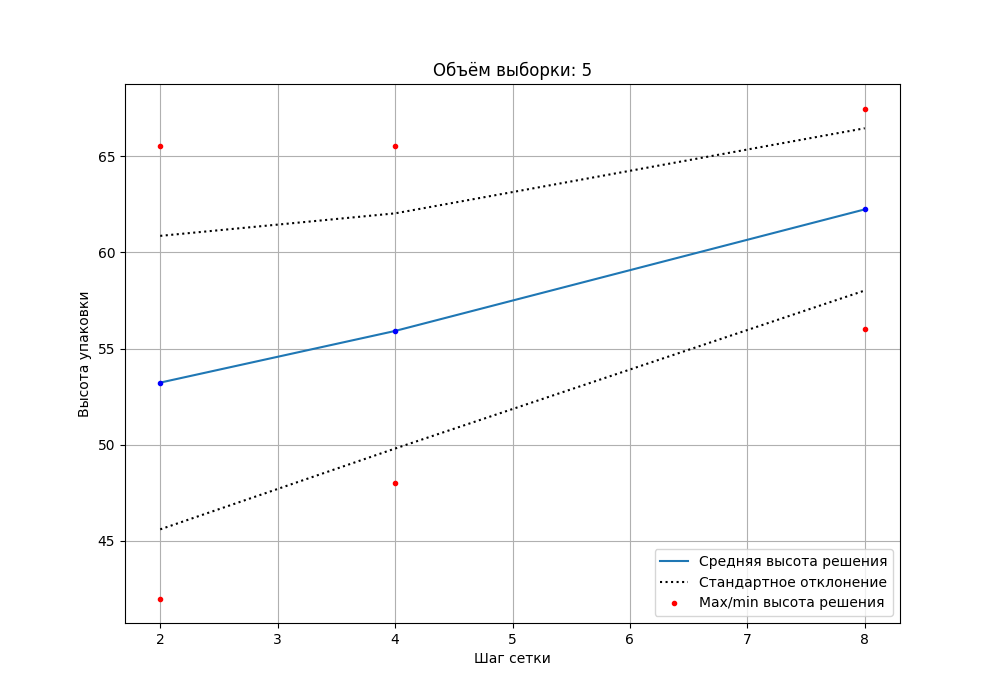 Объём выборки: 5
Высота упаковки
65
60
55
50
45
2 3 4 5 6 7 8
Шаг сетки
Средняя высота решения
Стандартное отклонение
Max/min высота решения